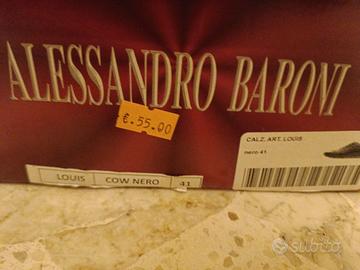 ALESSANDRO BARONI
€.55.00
CALZ. ART. LOUIS
nero 41
LOUIS COW NERO 41
subito